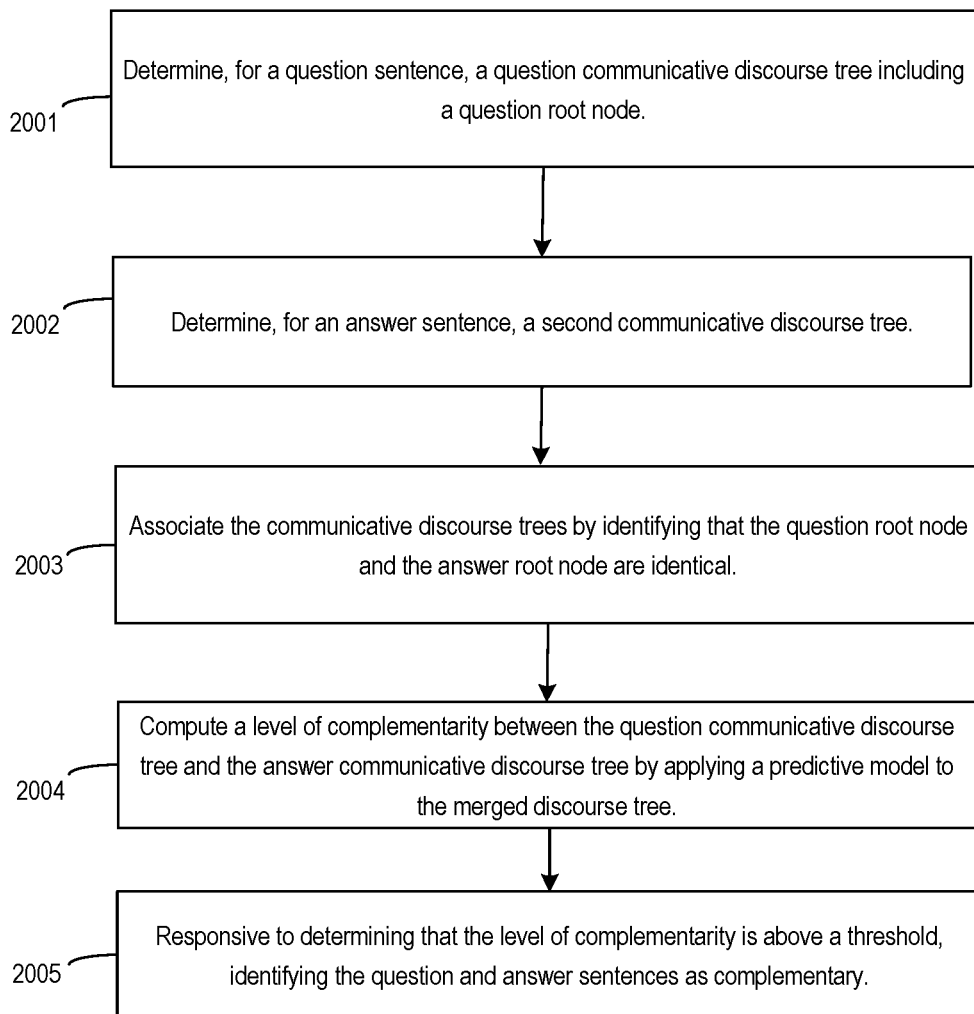 Determine, for a question sentence, a question communicative discourse tree including
a question root node.
2001
Determine, for an answer sentence, a second communicative discourse tree.
2002
Associate the communicative discourse trees by identifying that the question root node
and the answer root node are identical.
2003
Compute a level of complementarity between the question communicative discourse
tree and the answer communicative discourse tree by applying a predictive model to
the merged discourse tree.
2004
Responsive to determining that the level of complementarity is above a threshold,
identifying the question and answer sentences as complementary.
2005